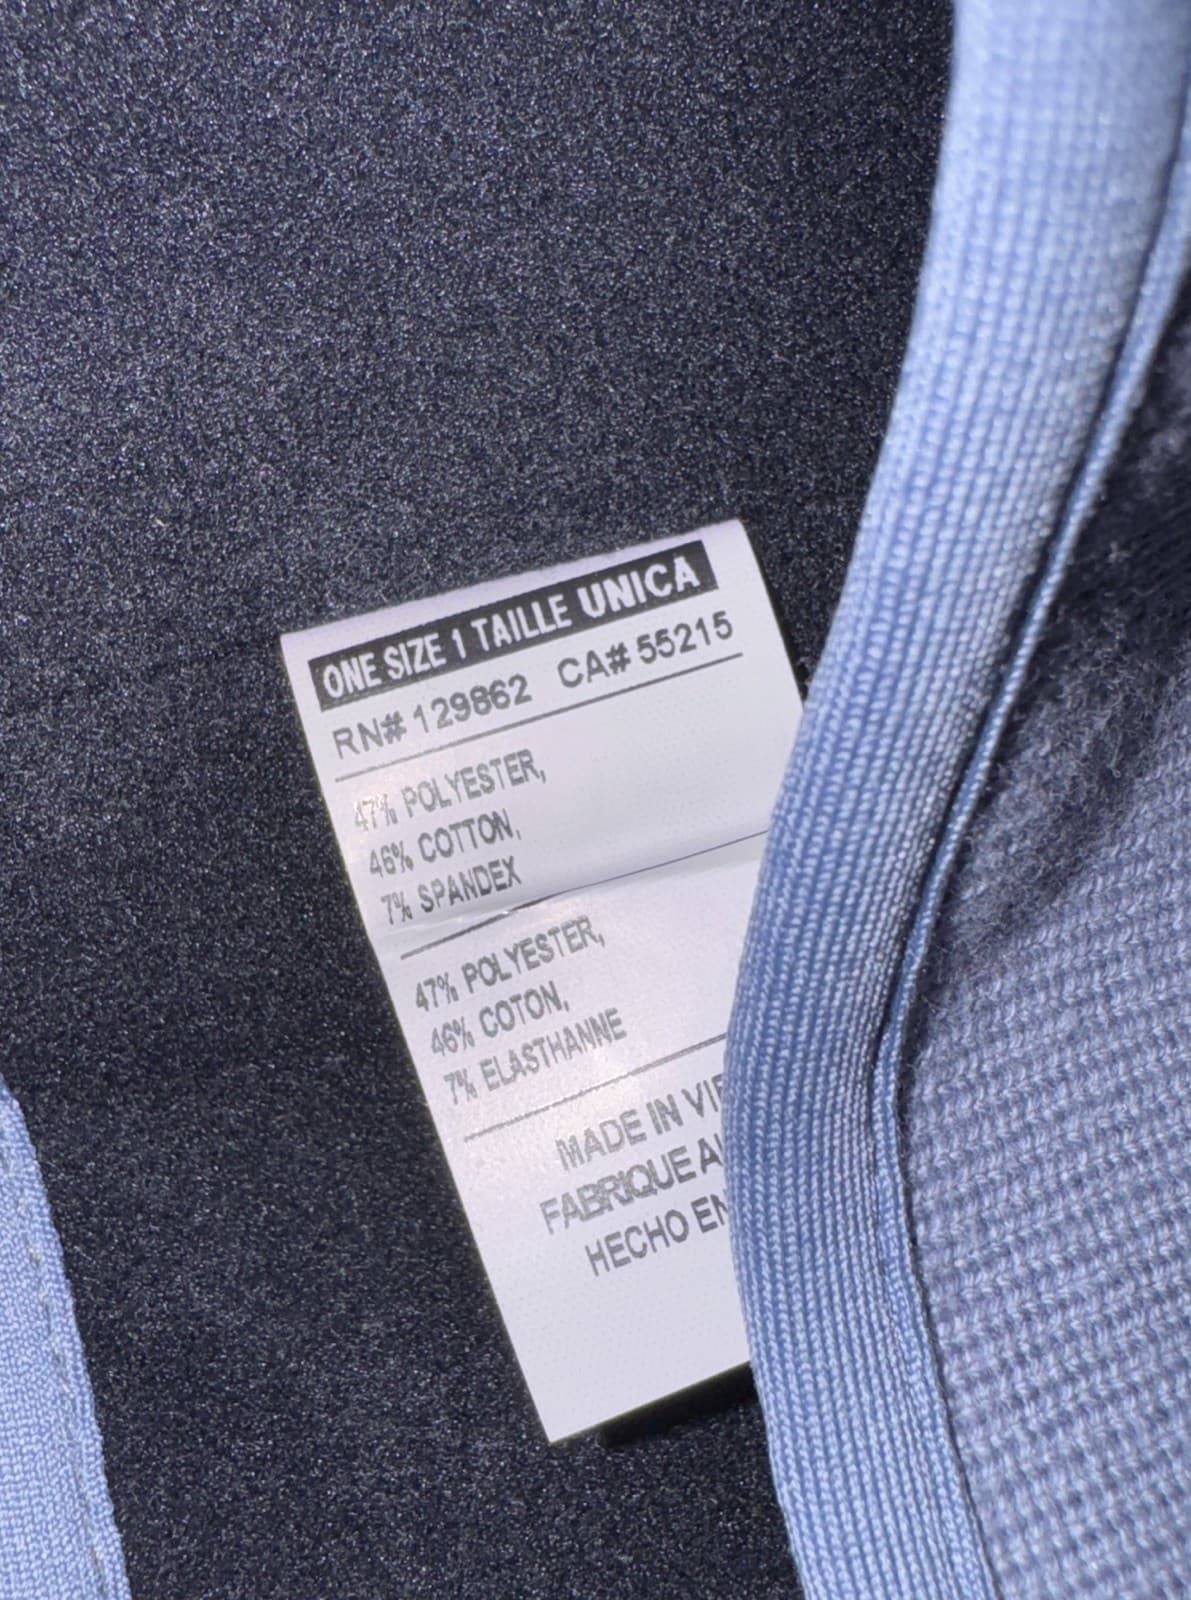 ONE SIZE 1 TAILLE UNICA
RN# 129862 CA# 55215
47% POLYESTER,
46% COTTON,
7% SPANDEX
47% POLYESTER,
46% COTON,
7% ELASTHANNE
MADE IN
FABRIQUE
HECHO EN